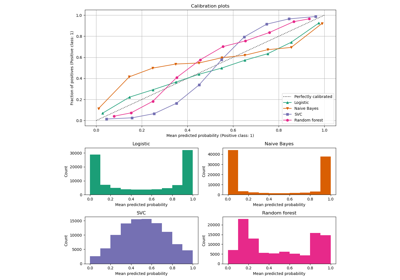 Calibration plots
1.0
0.8
0.6
0.4
0.2
0.0
Fraction of positives (Positive class: 1)
Perfectly calibrated
Logistic
Naive Bayes
SVC
Random forest
0.0 0.2 0.4 0.6 0.8 1.0
Mean predicted probability (Positive class: 1)
Logistic
30000
20000
10000
0
Count
0.0 0.2 0.4 0.6 0.8 1.0
Mean predicted probability
Naive Bayes
40000
30000
20000
10000
0
Count
0.0 0.2 0.4 0.6 0.8 1.0
Mean predicted probability
SVC
15000
10000
5000
0
Count
0.0 0.2 0.4 0.6 0.8 1.0
Mean predicted probability
Random forest
20000
15000
10000
5000
0
Count
0.0 0.2 0.4 0.6 0.8 1.0
Mean predicted probability